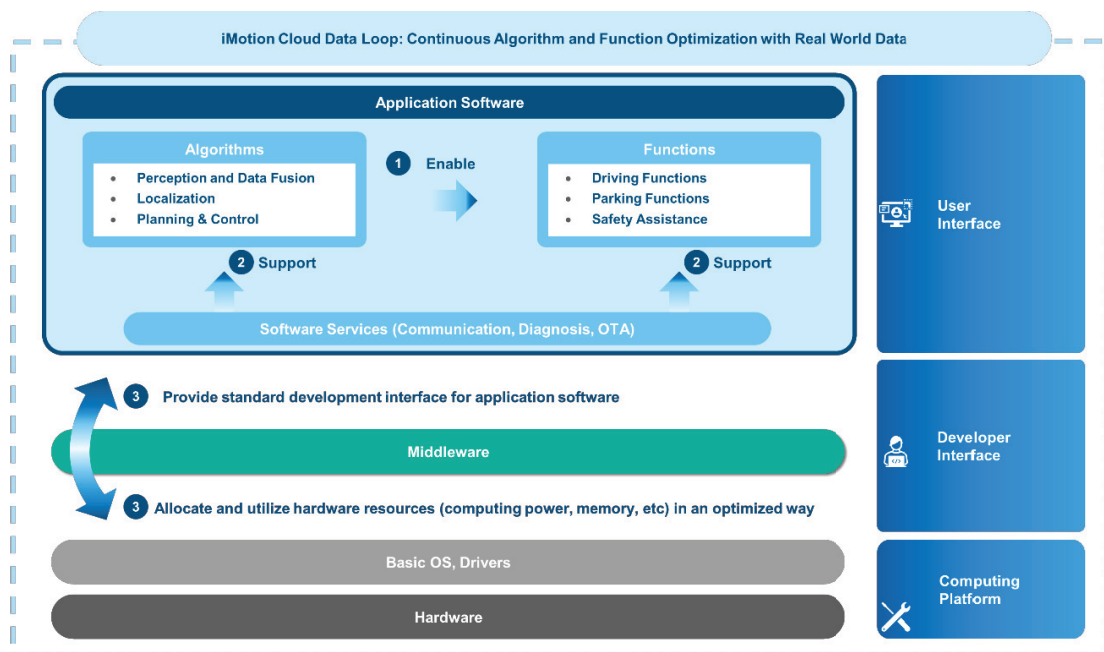 iMotion Cloud Data Loop: Continuous Algorithm and Function Optimization with Real World Data
Application Software
Algorithms
• Perception and Data Fusion
• Localization
• Planning & Control
1 Enable
Functions
• Driving Functions
• Parking Functions
• Safety Assistance
2 Support
2 Support
Software Services (Communication, Diagnosis, OTA)
User
Interface
3 Provide standard development interface for application software
Middleware
3 Allocate and utilize hardware resources (computing power, memory, etc) in an optimized way
Developer
Interface
Basic OS, Drivers
Hardware
Computing
Platform